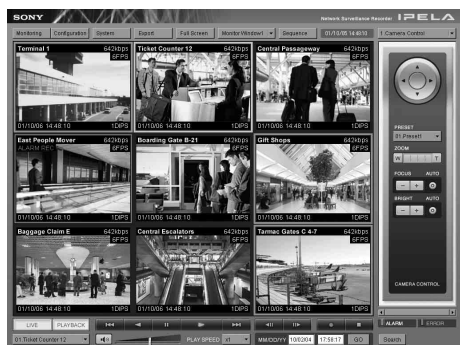 SONY
Network Surveillance Recorder IPELA
Monitoring Configuration System Export Full Screen Monitor Window1 Sequence 01/10/06 14:48:10 Camera Control
Terminal 1 642kbps 6FPS
Ticket Counter 12 642kbps 6FPS
Central Passageway 642kbps 6FPS
01/10/06 14:48:10 1DIPS
01/10/06 14:48:10 1DIPS
01/10/06 14:48:10 1DIPS
East People Mover 642kbps 6FPS
ALARM REC
Boarding Gate B-21 642kbps 6FPS
Gift Shops 642kbps 6FPS
01/10/06 14:48:10 1DIPS
01/10/06 14:48:10 1DIPS
01/10/06 14:48:10 1DIPS
Baggage Claim E 642kbps 6FPS
Central Escalators 642kbps 6FPS
Tarmac Gates C 4-7 642kbps 6FPS
01/10/06 14:48:10 1DIPS
01/10/06 14:48:10 1DIPS
01/10/06 14:48:10 1DIPS
PRESET
01:Preset1
ZOOM
W T
FOCUS AUTO
- +
BRIGHT AUTO
- +
CAMERA CONTROL
LIVE PLAYBACK
ALARM ERROR
01:Ticket Counter 12 PLAY SPEED x1 MM/DD/YY 10/02/04 17:58:17 GO Search